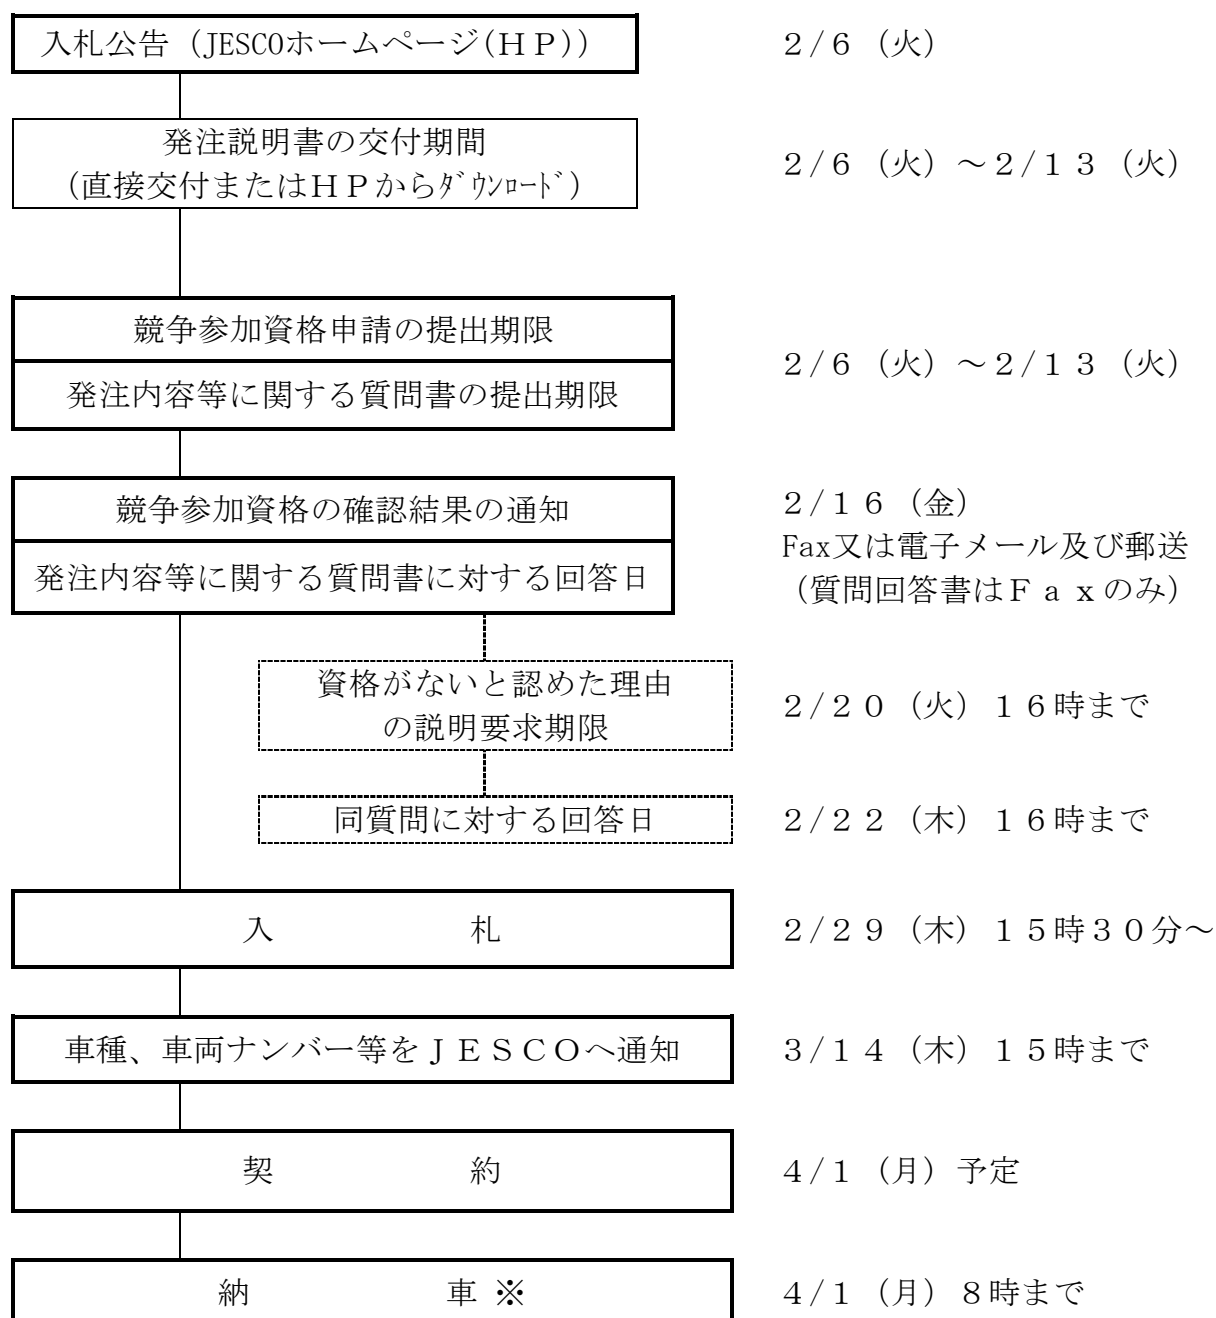 入札公告（JESCOホームページ(ＨＰ)）
２/６（火）
発注説明書の交付期間
（直接交付またはＨＰからﾀﾞｳﾝﾛｰﾄﾞ）
２/６（火）～２/１３（火）
競争参加資格申請の提出期限
発注内容等に関する質問書の提出期限
２/６（火）～２/１３（火）
競争参加資格の確認結果の通知
発注内容等に関する質問書に対する回答日
２/１６（金）
Fax又は電子メール及び郵送
（質問回答書はＦａｘのみ）
資格がないと認めた理由
の説明要求期限
２/２０（火）１６時まで
同質問に対する回答日
２/２２（木）１６時まで
入　　　　　　札
２/２９（木）１５時３０分～
車種、車両ナンバー等をＪＥＳＣＯへ通知
３/１４（木）１５時まで
契　　　　　　約
４/１（月）予定
納　　　　　　車 ※
４/１（月）８時まで